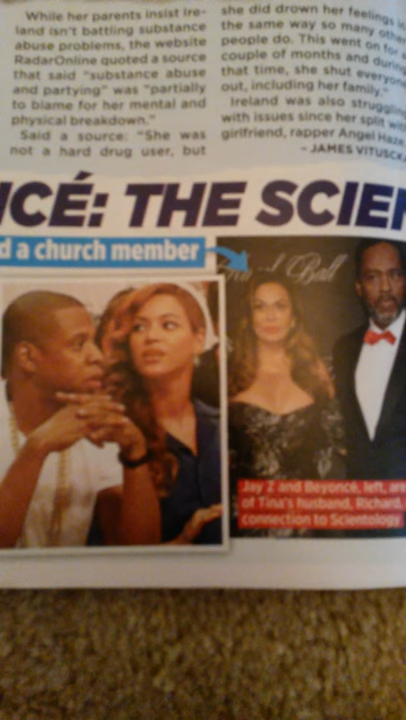 While her parents insist Ire-
land isn't battling substance
abuse problems, the website
RadarOnline quoted a source
that said "substance abuse
and partying" was "partially
to blame for her mental and
physical breakdown."
Said a source: "She was
not a hard drug user, but
she did drown her feelings in
the same way so many other
people do. This went on for a
couple of months and during
that time, she shut everyone
out, including her family."
Ireland was also struggling
with issues since her split with
girlfriend, rapper Angel Haze.
– JAMES VITUSCKA
ICÉ: THE SCIEN
d a church member
Ball
Jay Z and Beyoncé, left, are
of Tina's husband, Richard,
connection to Scientology